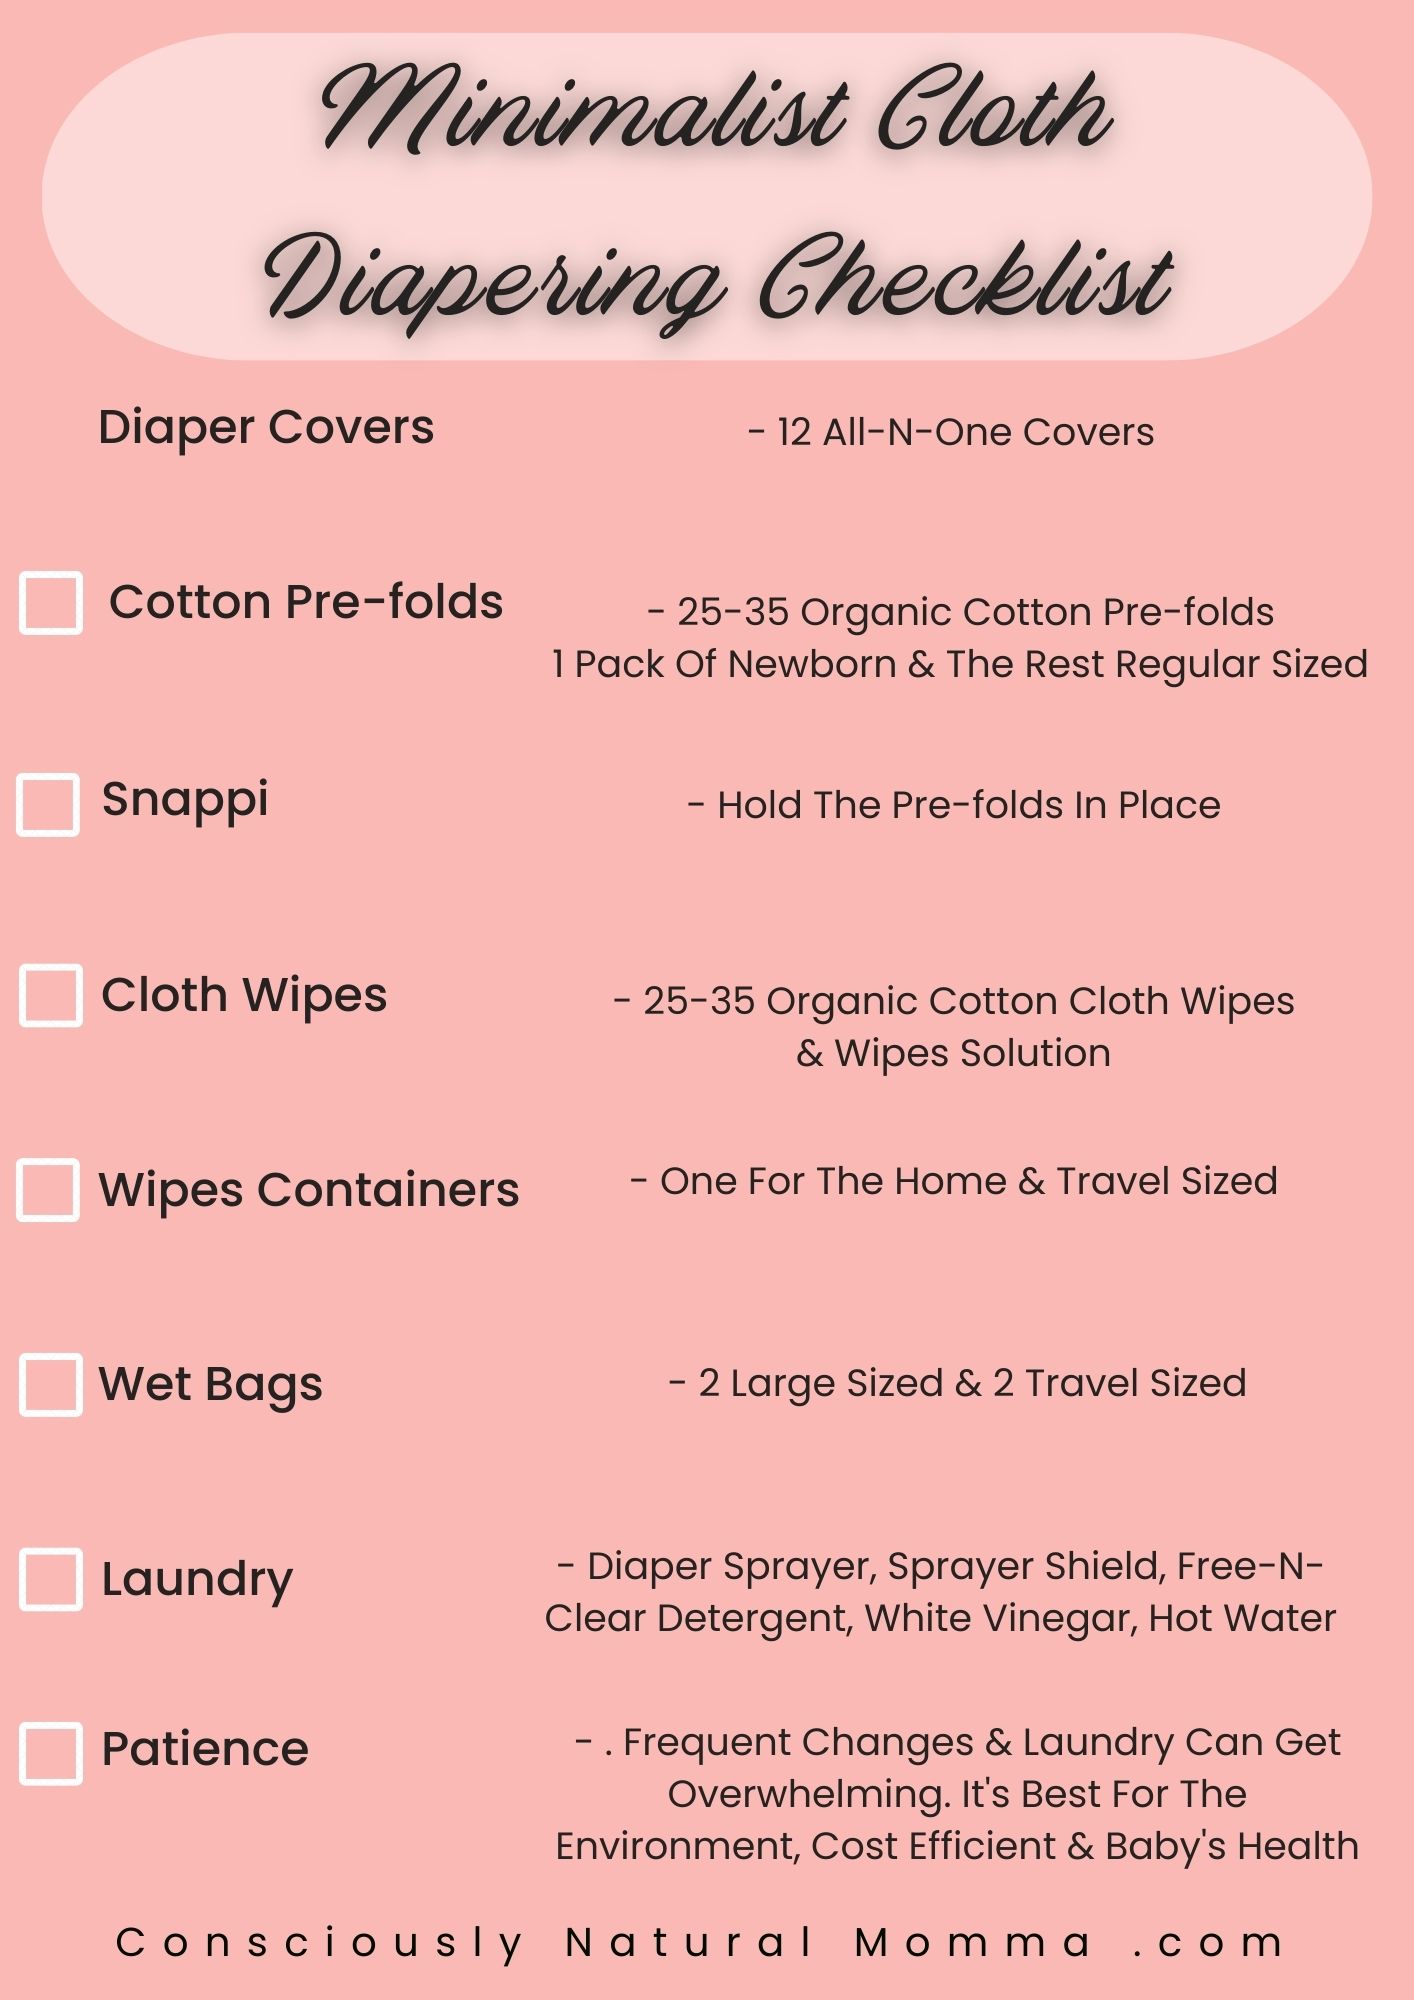 Minimalist Cloth
Diapering Checklist
Diaper Covers
- 12 All-N-One Covers
Cotton Pre-folds
- 25-35 Organic Cotton Pre-folds
1 Pack Of Newborn & The Rest Regular Sized
Snappi
- Hold The Pre-folds In Place
Cloth Wipes
- 25-35 Organic Cotton Cloth Wipes
& Wipes Solution
Wipes Containers
- One For The Home & Travel Sized
Wet Bags
- 2 Large Sized & 2 Travel Sized
Laundry
- Diaper Sprayer, Sprayer Shield, Free-N-
Clear Detergent, White Vinegar, Hot Water
Patience
- . Frequent Changes & Laundry Can Get
Overwhelming. It's Best For The
Environment, Cost Efficient & Baby's Health
Consciously Natural Momma .com